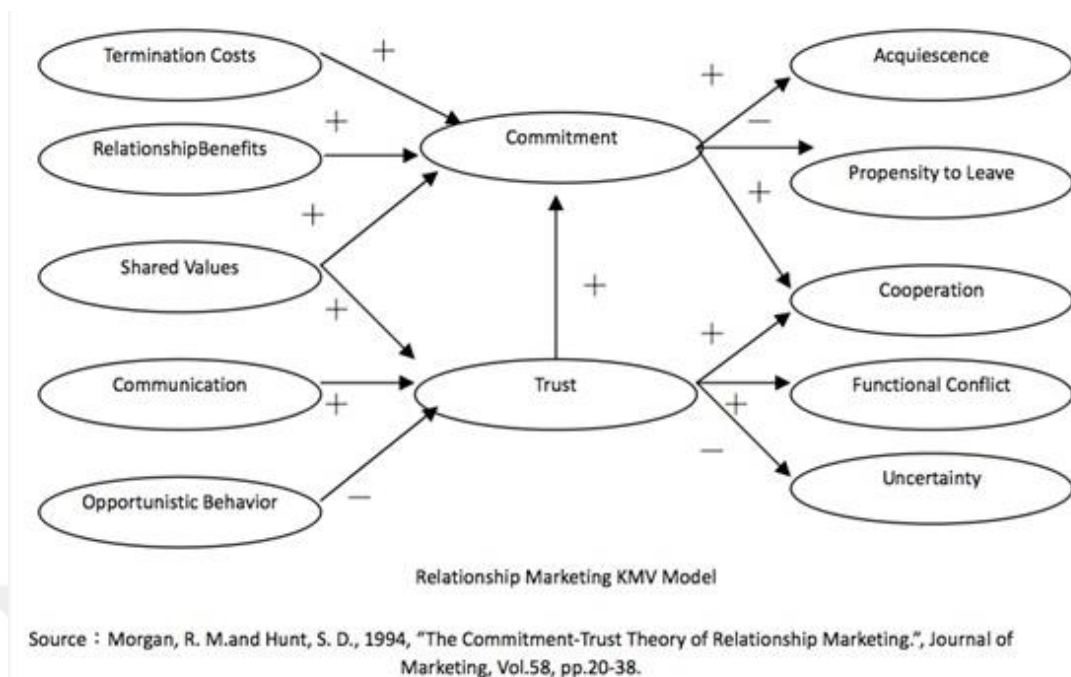 Termination Costs
+
Acquiescence
+
RelationshipBenefits
+
Commitment
—
Propensity to Leave
+
+
Shared Values
+
+
Cooperation
+
Communication
+
Trust
Functional Conflict
+
—
Opportunistic Behavior
—
Uncertainty
Relationship Marketing KMV Model
Source：Morgan, R. M.and Hunt, S. D., 1994, “The Commitment-Trust Theory of Relationship Marketing.”, Journal of
Marketing, Vol.58, pp.20-38.